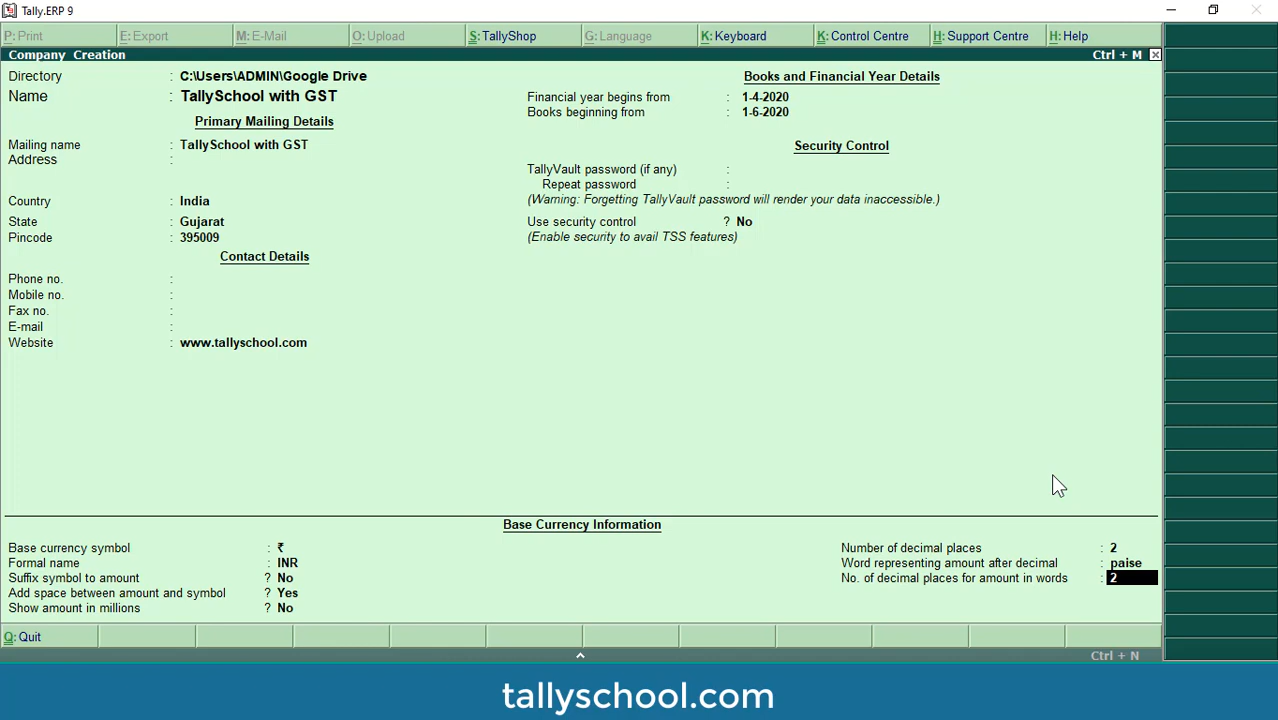 Tally.ERP 9
P: Print E: Export M: E-Mail O: Upload S: TallyShop G: Language K: Keyboard K: Control Centre H: Support Centre H: Help
Company Creation Ctrl + M
Directory : C:\Users\ADMIN\Google Drive
Name : TallySchool with GST
Primary Mailing Details
Mailing name : TallySchool with GST
Address :
Country : India
State : Gujarat
Pincode : 395009
Contact Details
Phone no. :
Mobile no. :
Fax no. :
E-mail :
Website : www.tallyschool.com
Books and Financial Year Details
Financial year begins from : 1-4-2020
Books beginning from : 1-6-2020
Security Control
TallyVault password (if any) :
Repeat password :
(Warning: Forgetting TallyVault password will render your data inaccessible.)
Use security control ? No
(Enable security to avail TSS features)
Base Currency Information
Base currency symbol : ₹
Formal name : INR
Suffix symbol to amount ? No
Add space between amount and symbol ? Yes
Show amount in millions ? No
Number of decimal places : 2
Word representing amount after decimal : paise
No. of decimal places for amount in words : 2
Q: Quit
Ctrl + N
tallyschool.com